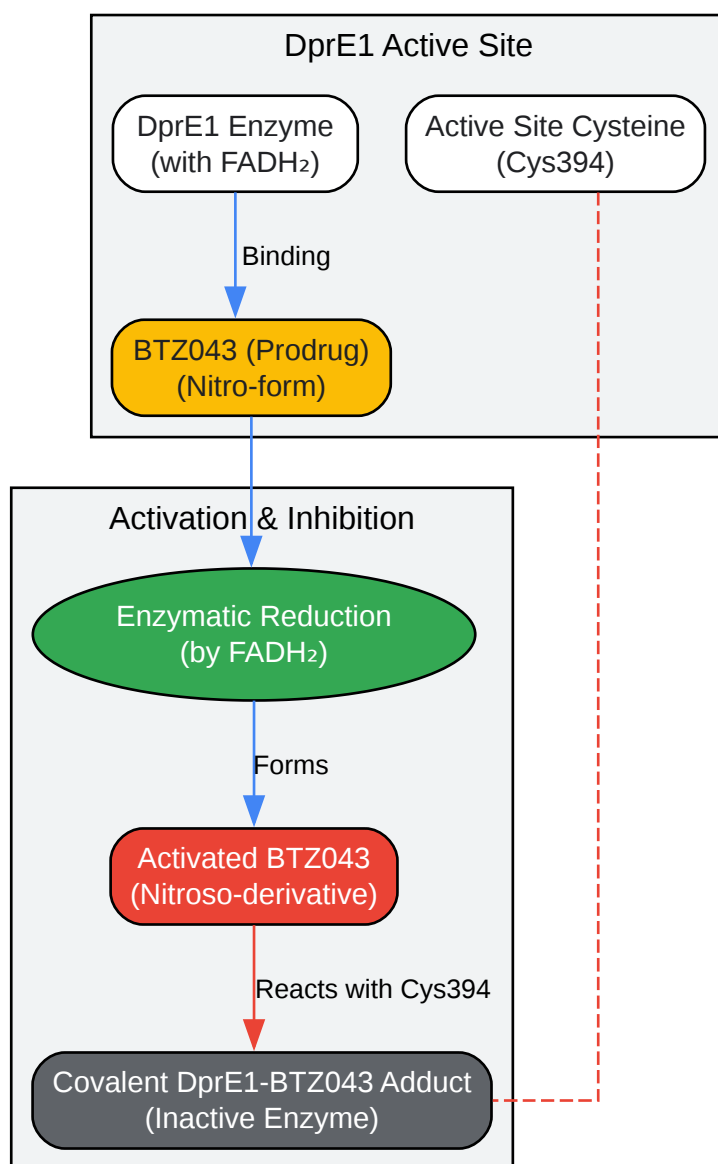 DprE1 Active Site
DprE1 Enzyme
(with FADH₂)
Active Site Cysteine
(Cys394)
Binding
BTZ043 (Prodrug)
(Nitro-form)
Activation & Inhibition
Enzymatic Reduction
(by FADH₂)
Forms
Activated BTZ043
(Nitroso-derivative)
Reacts with Cys394
Covalent DprE1-BTZ043 Adduct
(Inactive Enzyme)